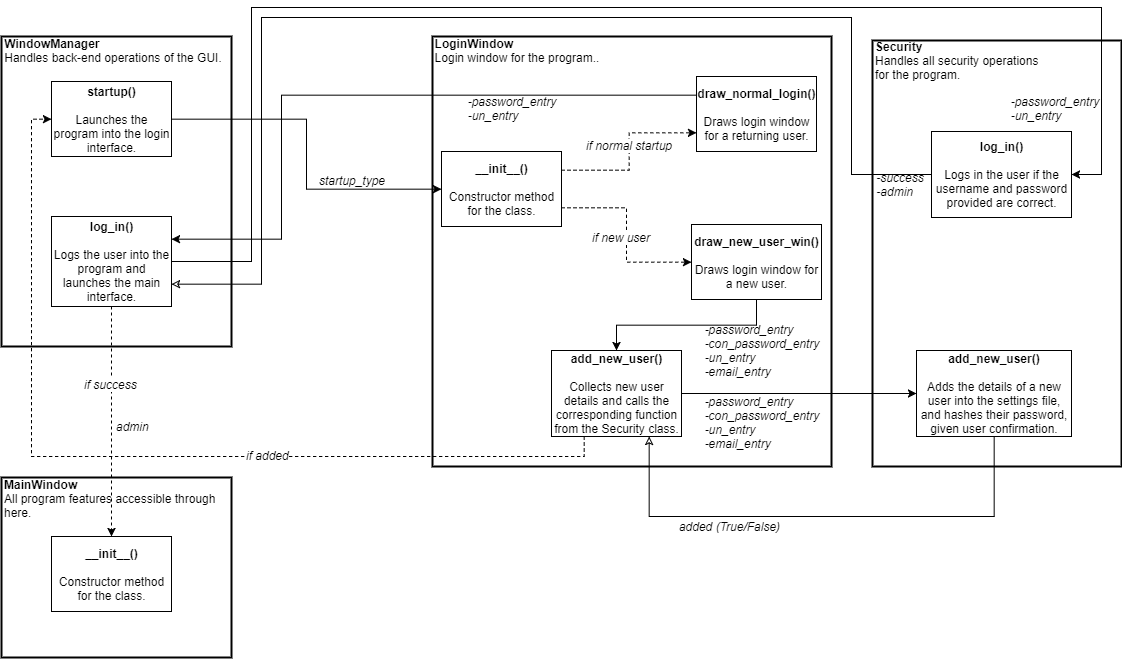 WindowManager
Handles back-end operations of the GUI.
startup()
Launches the
program into the login
interface.
log_in()
Logs the user into the
program and
launches the main
interface.
startup_type
if success
admin
MainWindow
All program features accessible through
here.
__init__()
Constructor method
for the class.
LoginWindow
Login window for the program..
-password_entry
-un_entry
draw_normal_login()
Draws login window
for a returning user.
if normal startup
__init__()
Constructor method
for the class.
if new user
draw_new_user_win()
Draws login window for
a new user.
-password_entry
-con_password_entry
-un_entry
-email_entry
add_new_user()
Collects new user
details and calls the
corresponding function
from the Security class.
-password_entry
-con_password_entry
-un_entry
-email_entry
if added
added (True/False)
Security
Handles all security operations
for the program.
-password_entry
-un_entry
log_in()
Logs in the user if the
username and password
provided are correct.
-success
-admin
add_new_user()
Adds the details of a new
user into the settings file,
and hashes their password,
given user confirmation.